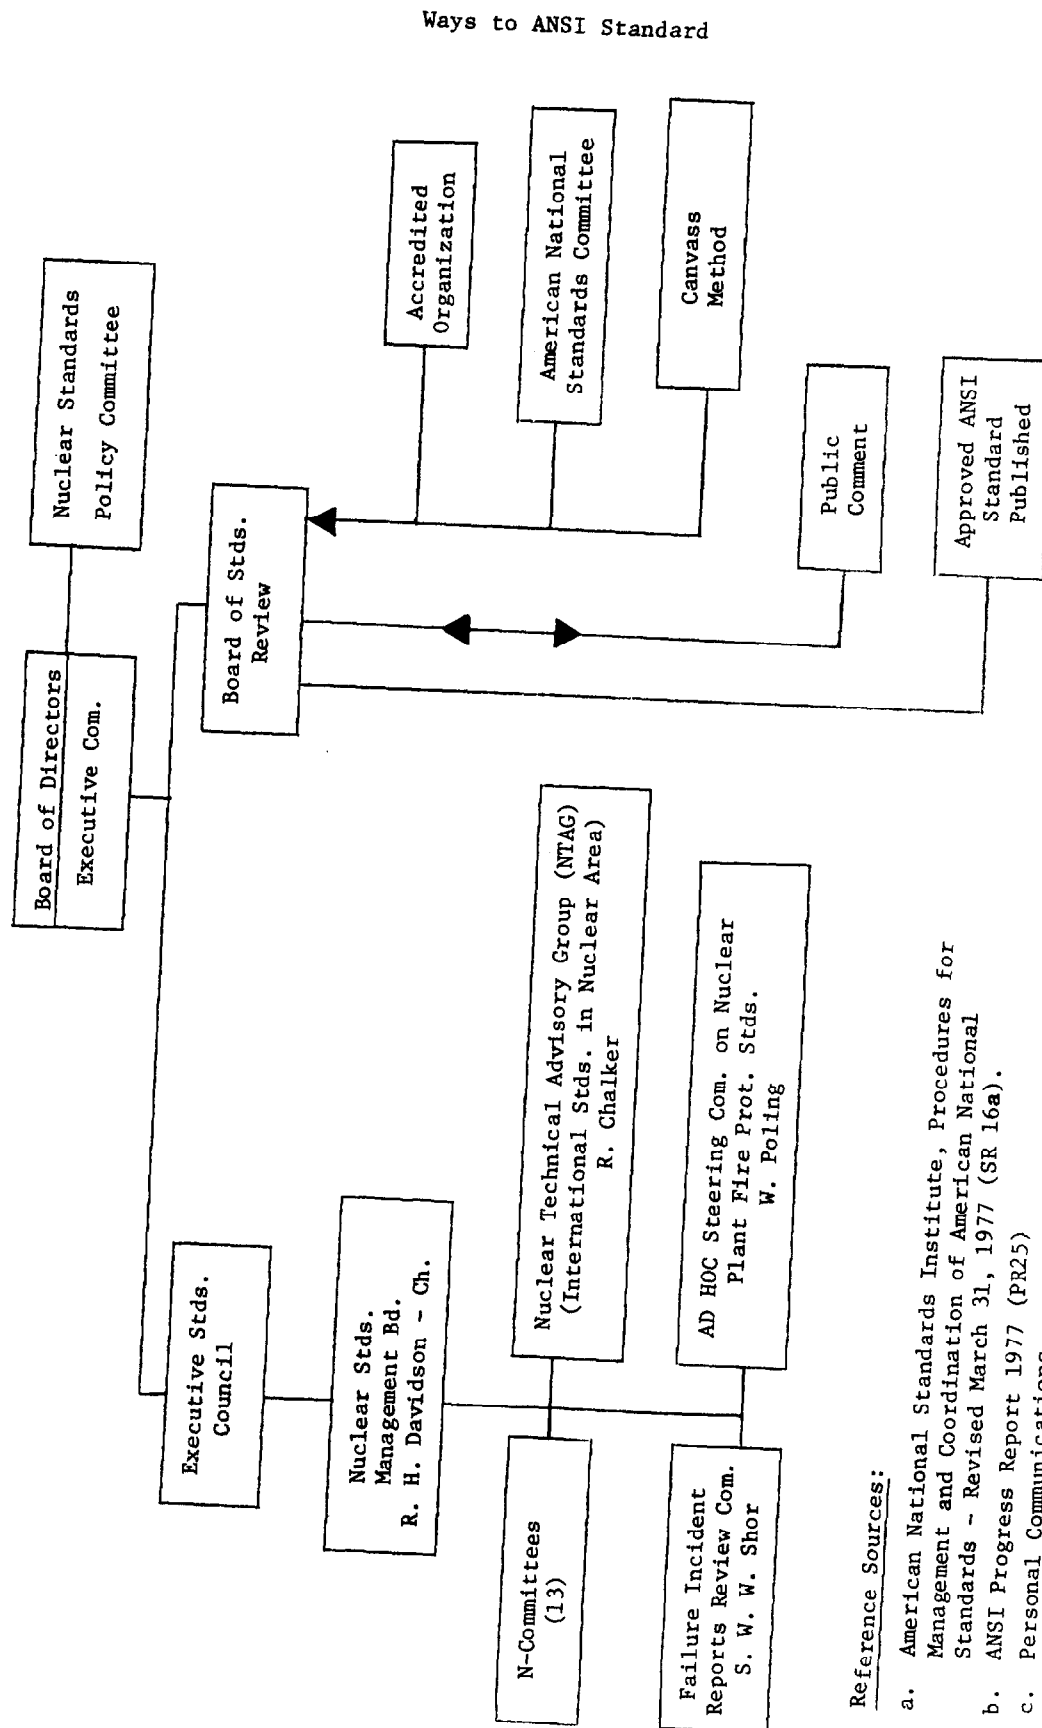 Ways to ANSI Standard
Board of Directors
Executive Com.
Nuclear Standards
Policy Committee
Board of Stds.
Review
Accredited
Organization
American National
Standards Committee
Canvass
Method
Public
Comment
Approved ANSI
Standard
Published
Executive Stds.
Council
Nuclear Stds.
Management Bd.
R. H. Davidson - Ch.
N-Committees
(13)
Nuclear Technical Advisory Group (NTAG)
(International Stds. in Nuclear Area)
R. Chalker
Failure Incident
Reports Review Com.
S. W. W. Shor
AD HOC Steering Com. on Nuclear
Plant Fire Prot. Stds.
W. Poling
Reference Sources:
a. American National Standards Institute, Procedures for
Management and Coordination of American National
Standards - Revised March 31, 1977 (SR 16a).
b. ANSI Progress Report 1977 (PR25)
c. Personal Communications